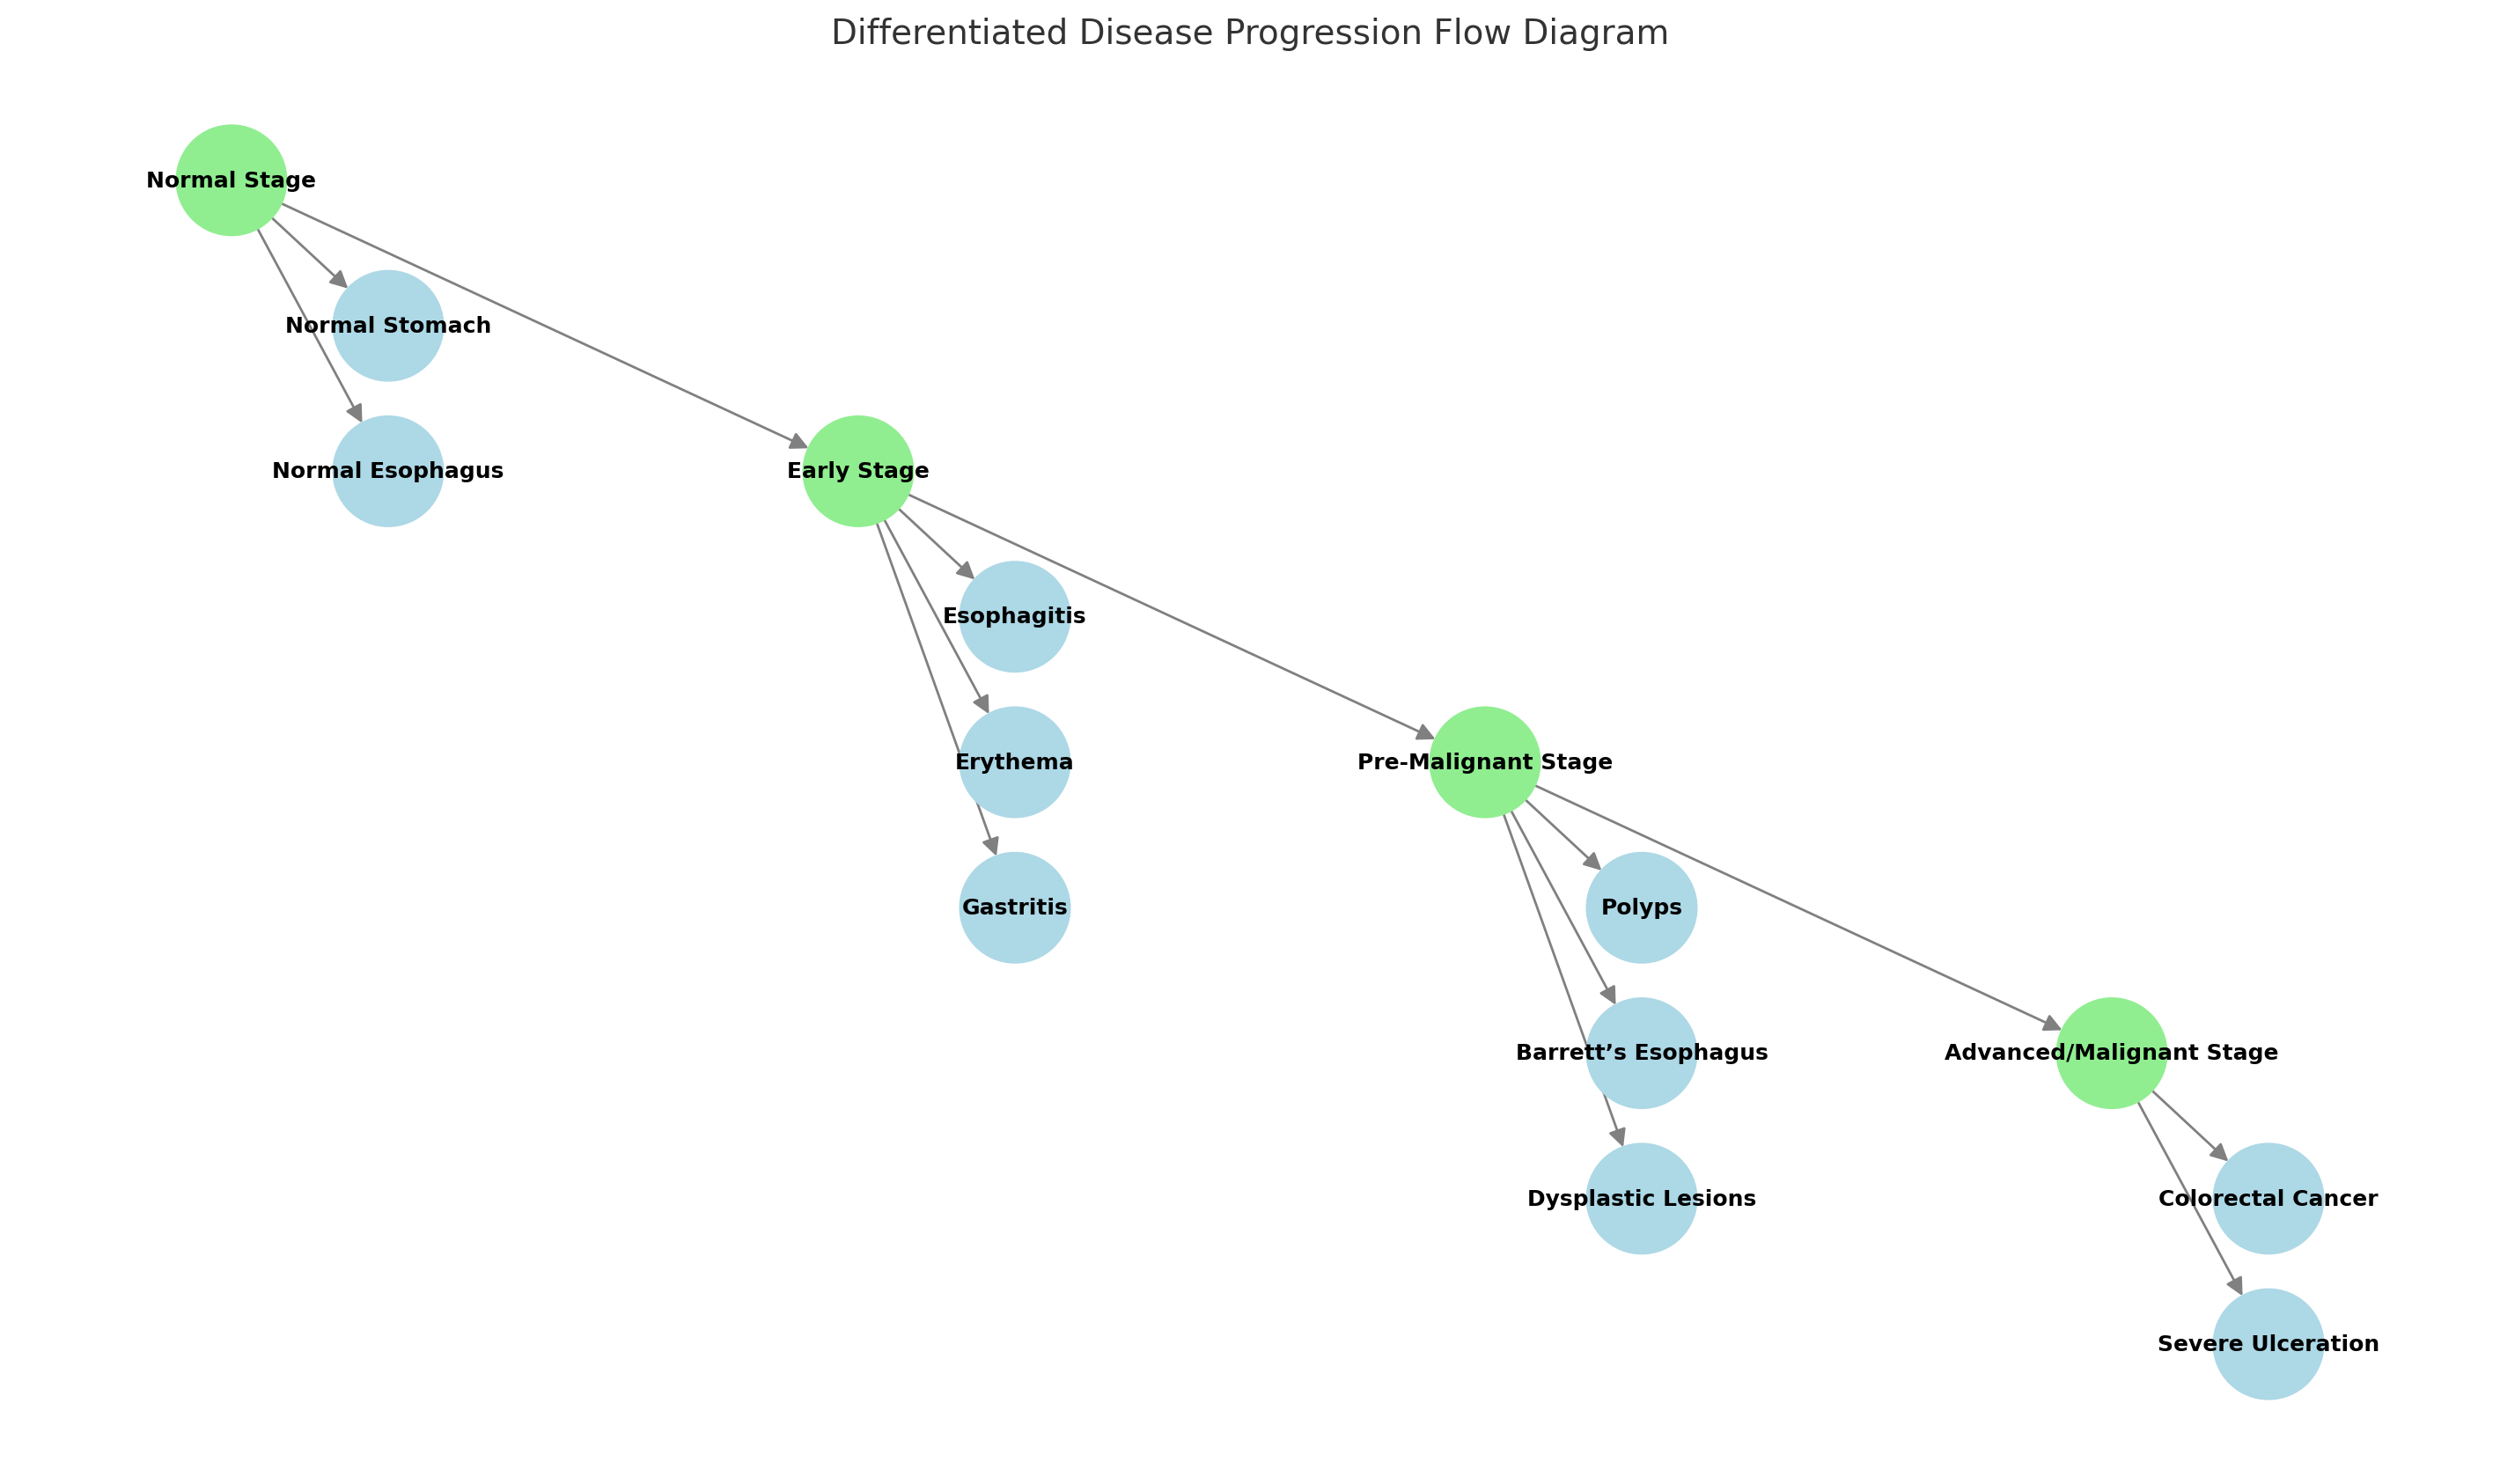 Differentiated Disease Progression Flow Diagram
Normal Stage
Normal Stomach
Normal Esophagus
Early Stage
Esophagitis
Erythema
Gastritis
Pre-Malignant Stage
Polyps
Barrett’s Esophagus
Dysplastic Lesions
Advanced/Malignant Stage
Colorectal Cancer
Severe Ulceration